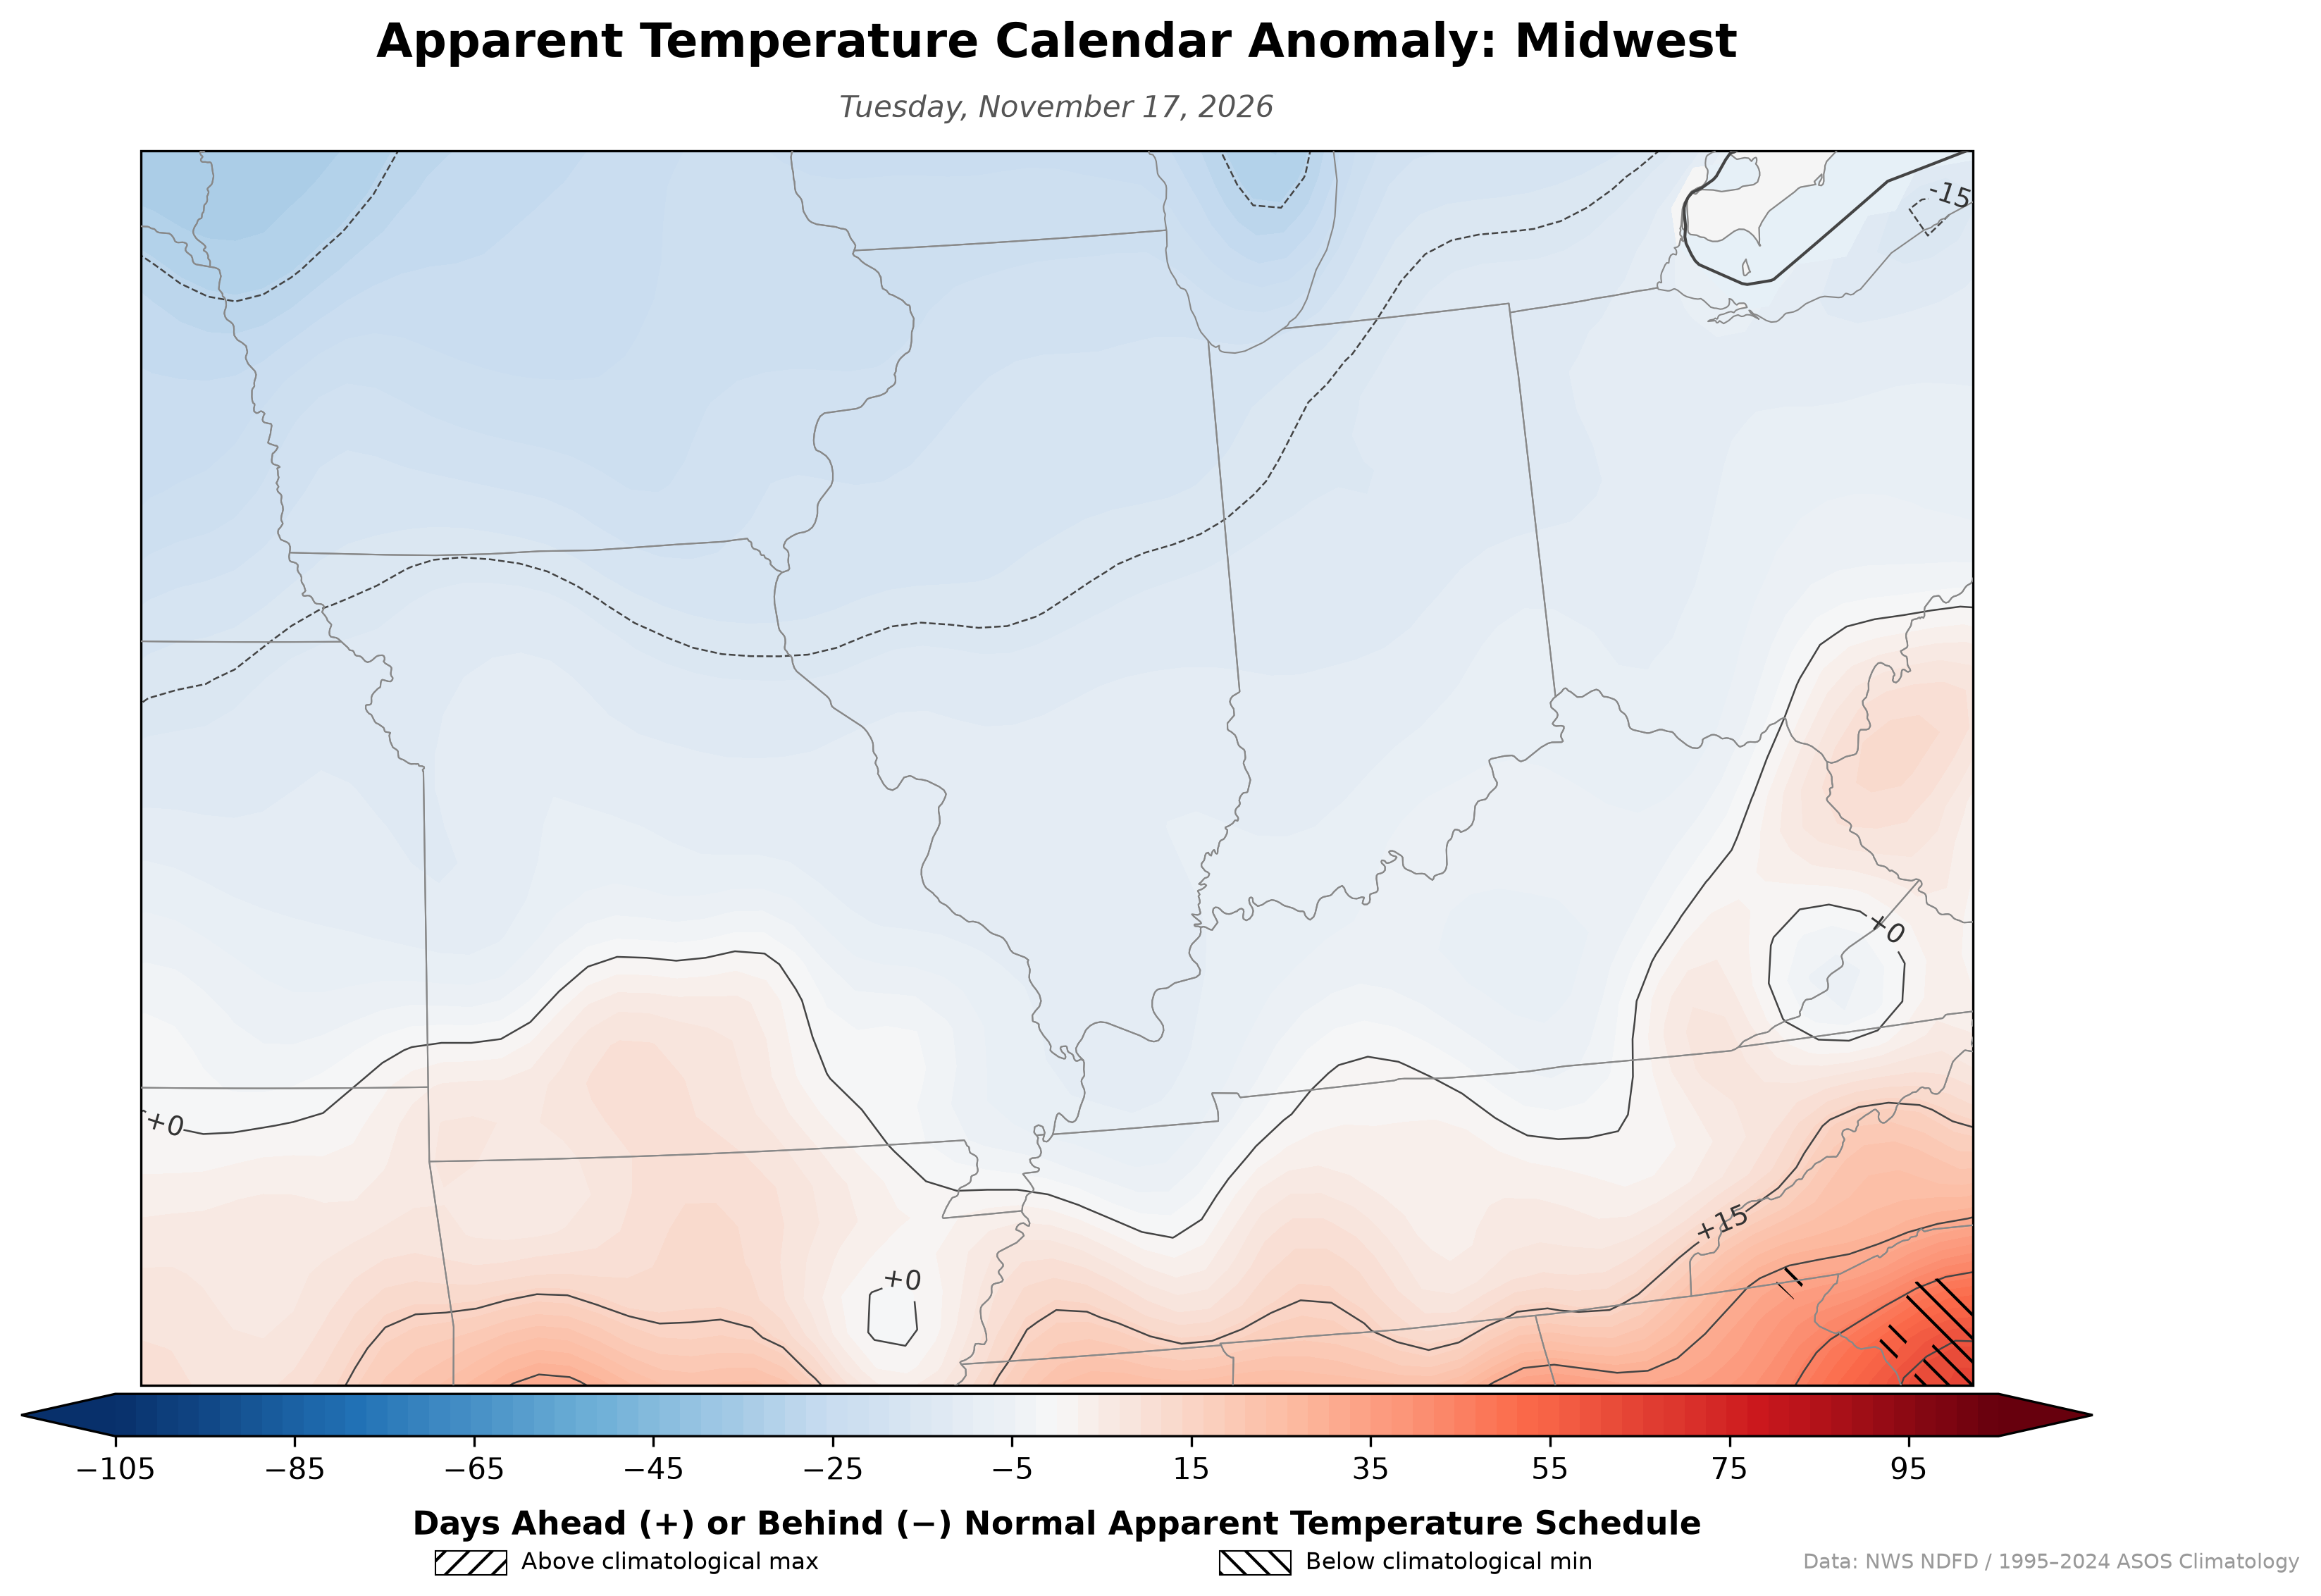 Apparent Temperature Calendar Anomaly: Midwest
Tuesday, November 17, 2026
-15
+0
+0
+15
+0
−105 −85 −65 −45 −25 −5 15 35 55 75 95
Days Ahead (+) or Behind (−) Normal Apparent Temperature Schedule
Above climatological max Below climatological min Data: NWS NDFD / 1995–2024 ASOS Climatology